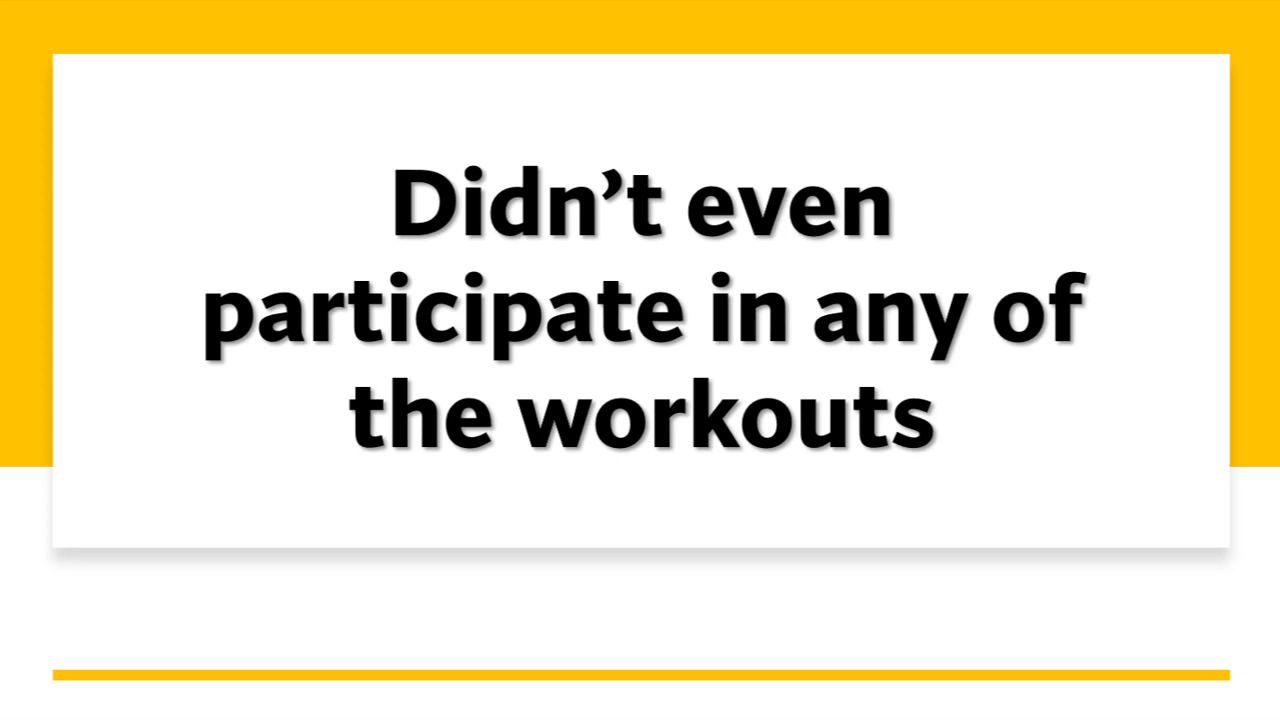 Didn’t even
participate in any of
the workouts